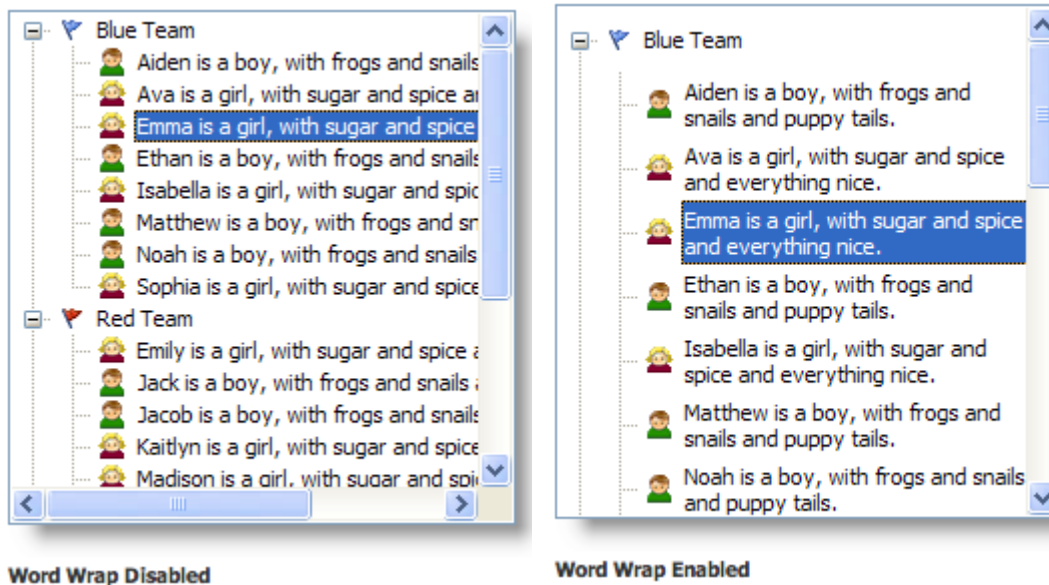 Blue Team
Aiden is a boy, with frogs and snails
Ava is a girl, with sugar and spice
Emma is a girl, with sugar and spice
Ethan is a boy, with frogs and snails
Isabella is a girl, with sugar and
Matthew is a boy, with frogs and
Noah is a boy, with frogs and snails
Sophia is a girl, with sugar and spice
Red Team
Emily is a girl, with sugar and spice
Jack is a boy, with frogs and snails
Jacob is a boy, with frogs and snails
Kaitlyn is a girl, with sugar and spice
Madison is a girl, with sugar and
Word Wrap Disabled
Blue Team
Aiden is a boy, with frogs and
snails and puppy tails.
Ava is a girl, with sugar and spice
and everything nice.
Emma is a girl, with sugar and spice
and everything nice.
Ethan is a boy, with frogs and
snails and puppy tails.
Isabella is a girl, with sugar and
spice and everything nice.
Matthew is a boy, with frogs and
snails and puppy tails.
Noah is a boy, with frogs and snails
and puppy tails.
Word Wrap Enabled